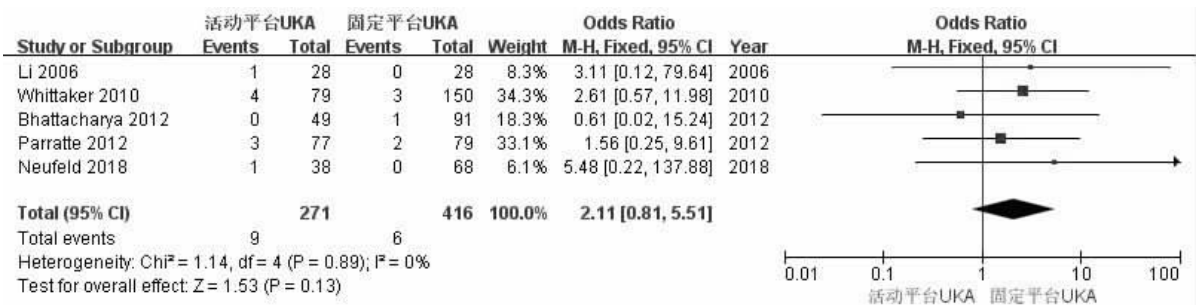 活动平台UKA 固定平台UKA Odds Ratio Odds Ratio
Study or Subgroup Events Total Events Total Weight M-H, Fixed, 95% CI Year M-H, Fixed, 95% CI
Li 2006 1 28 0 28 8.3% 3.11 [0.12, 79.64] 2006
Whittaker 2010 4 79 3 150 34.3% 2.61 [0.57, 11.98] 2010
Bhattacharya 2012 0 49 1 91 18.3% 0.61 [0.02, 15.24] 2012
Parratte 2012 3 77 2 79 33.1% 1.56 [0.25, 9.61] 2012
Neufeld 2018 1 38 0 68 6.1% 5.48 [0.22, 137.88] 2018
Total (95% CI) 271 416 100.0% 2.11 [0.81, 5.51]
Total events 9 6
Heterogeneity: Chi² = 1.14, df = 4 (P = 0.89); I² = 0%
Test for overall effect: Z = 1.53 (P = 0.13)
0.01 0.1 1 10 100
活动平台UKA 固定平台UKA